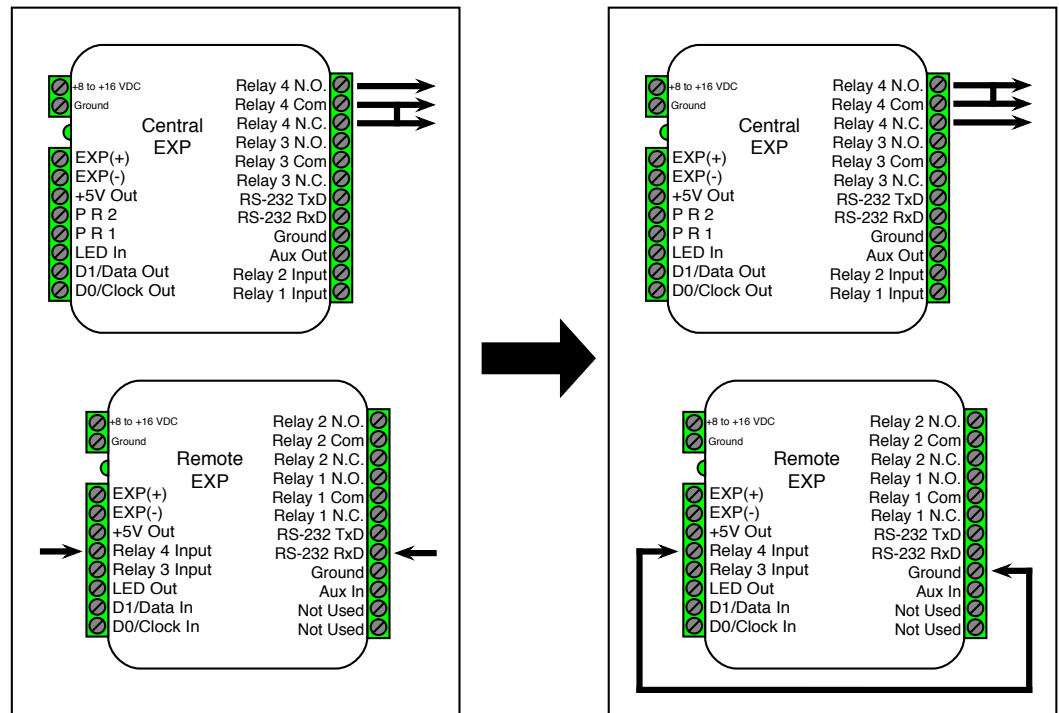 +8 to +16 VDC
Ground
Central
EXP
EXP(+)
EXP(-)
+5V Out
P R 2
P R 1
LED In
D1/Data Out
D0/Clock Out
Relay 4 N.O.
Relay 4 Com
Relay 4 N.C.
Relay 3 N.O.
Relay 3 Com
Relay 3 N.C.
RS-232 TxD
RS-232 RxD
Ground
Aux Out
Relay 2 Input
Relay 1 Input
+8 to +16 VDC
Ground
Remote
EXP
EXP(+)
EXP(-)
+5V Out
Relay 4 Input
Relay 3 Input
LED Out
D1/Data In
D0/Clock In
Relay 2 N.O.
Relay 2 Com
Relay 2 N.C.
Relay 1 N.O.
Relay 1 Com
Relay 1 N.C.
RS-232 TxD
RS-232 RxD
Ground
Aux In
Not Used
Not Used
+8 to +16 VDC
Ground
Central
EXP
EXP(+)
EXP(-)
+5V Out
P R 2
P R 1
LED In
D1/Data Out
D0/Clock Out
Relay 4 N.O.
Relay 4 Com
Relay 4 N.C.
Relay 3 N.O.
Relay 3 Com
Relay 3 N.C.
RS-232 TxD
RS-232 RxD
Ground
Aux Out
Relay 2 Input
Relay 1 Input
+8 to +16 VDC
Ground
Remote
EXP
EXP(+)
EXP(-)
+5V Out
Relay 4 Input
Relay 3 Input
LED Out
D1/Data In
D0/Clock In
Relay 2 N.O.
Relay 2 Com
Relay 2 N.C.
Relay 1 N.O.
Relay 1 Com
Relay 1 N.C.
RS-232 TxD
RS-232 RxD
Ground
Aux In
Not Used
Not Used